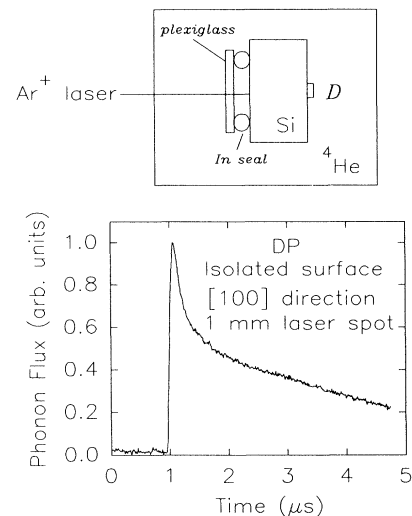 plexiglass
Ar+ laser
D
Si
In seal
4He
Phonon Flux (arb. units)
1.0
0.8
0.6
0.4
0.2
0.0
DP
Isolated surface
[100] direction
1 mm laser spot
0 1 2 3 4 5
Time (μs)